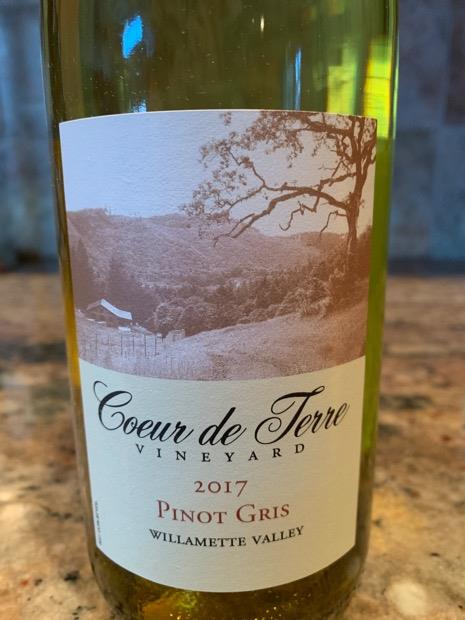 Coeur de Terre
VINEYARD
2017
PINOT GRIS
WILLAMETTE VALLEY